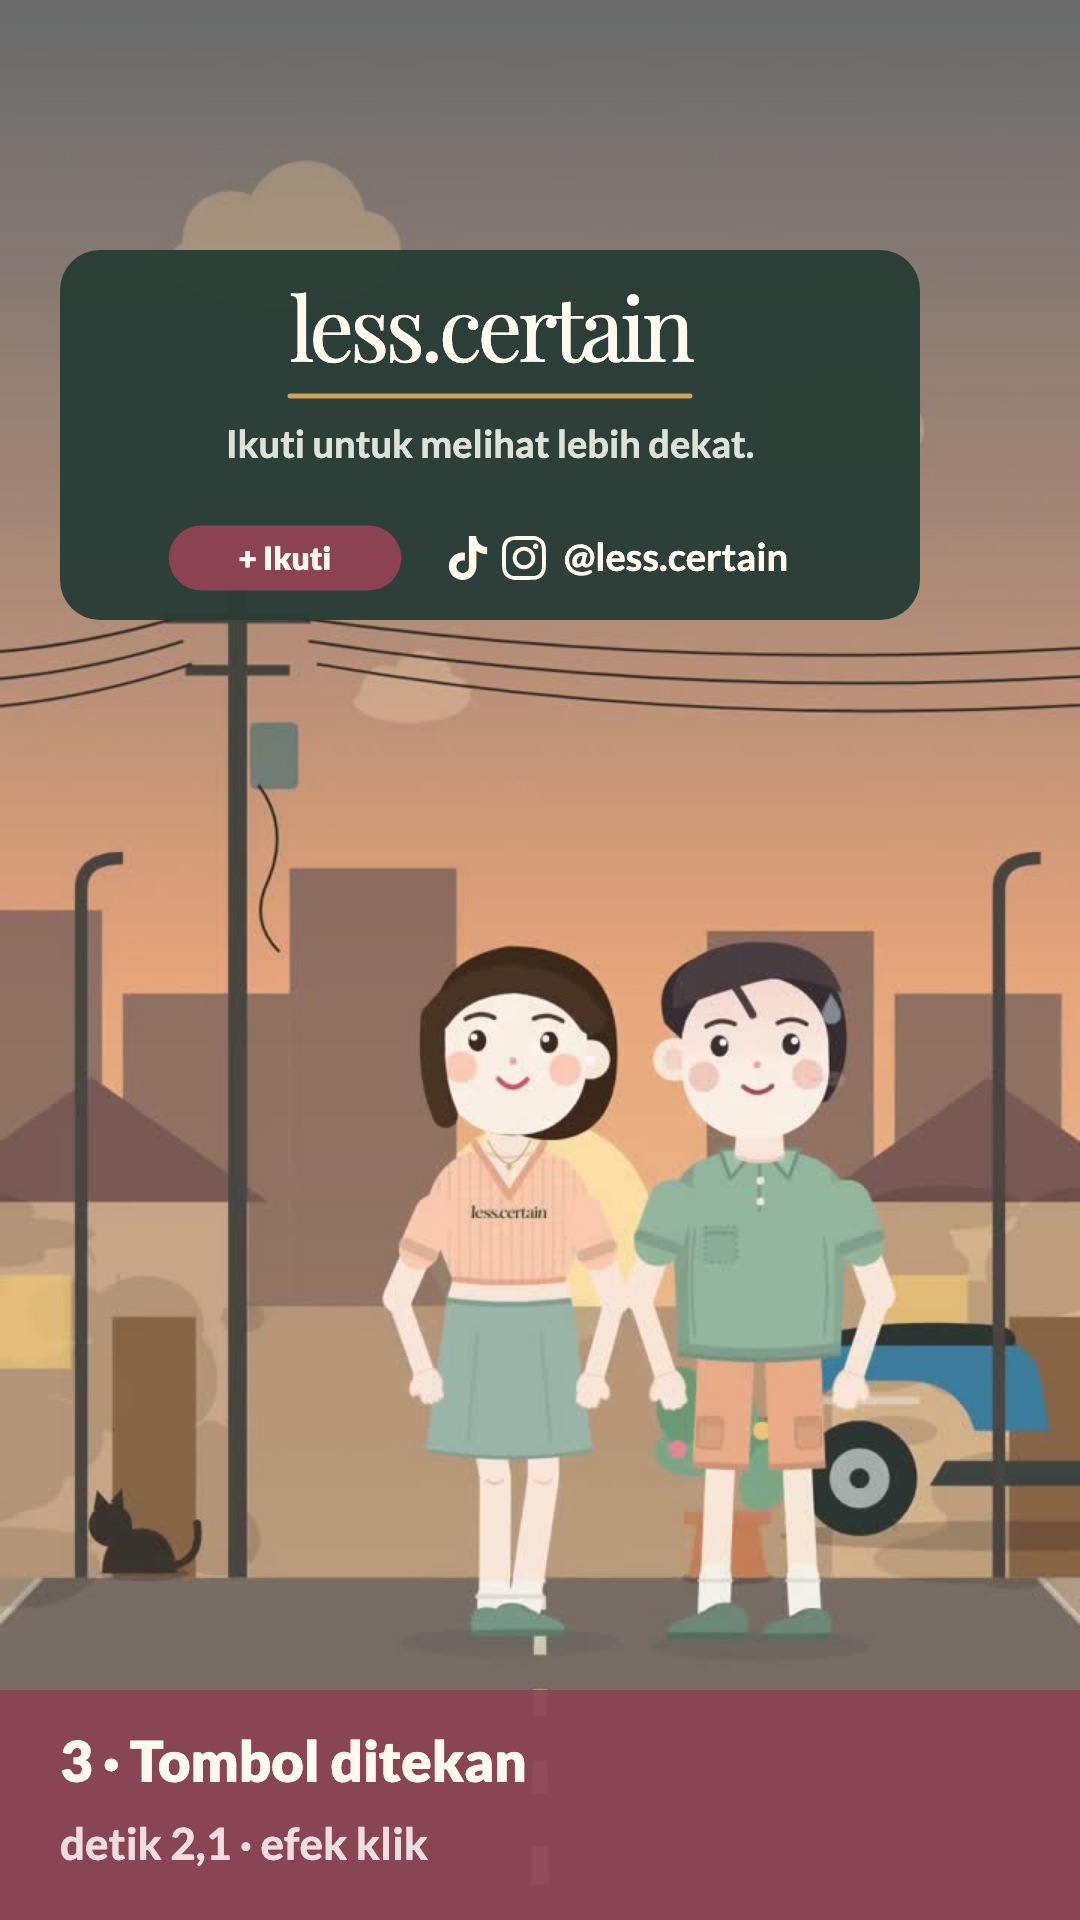 less.certain
Ikuti untuk melihat lebih dekat.
+ Ikuti
@less.certain
less.certain
3 • Tombol ditekan
detik 2,1 • efek klik